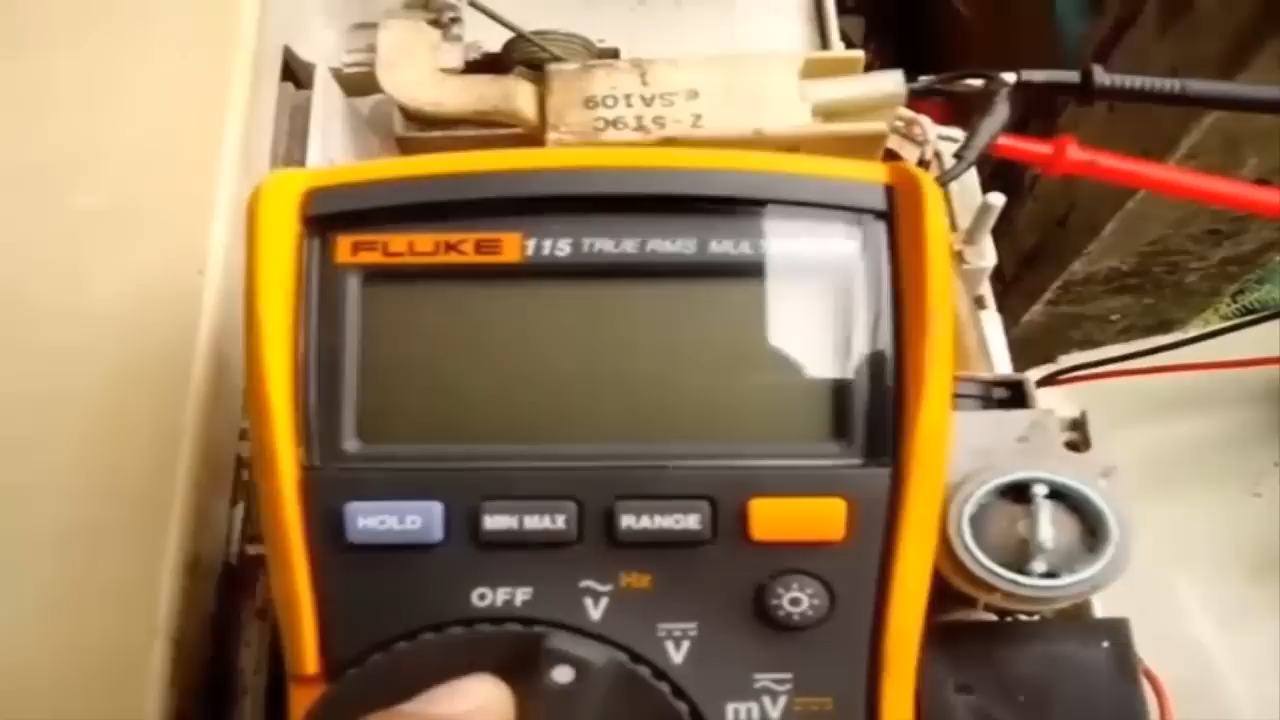 FLUKE 115 TRUE RMS
HOLD MIN MAX RANGE
OFF V Hz
V
mV